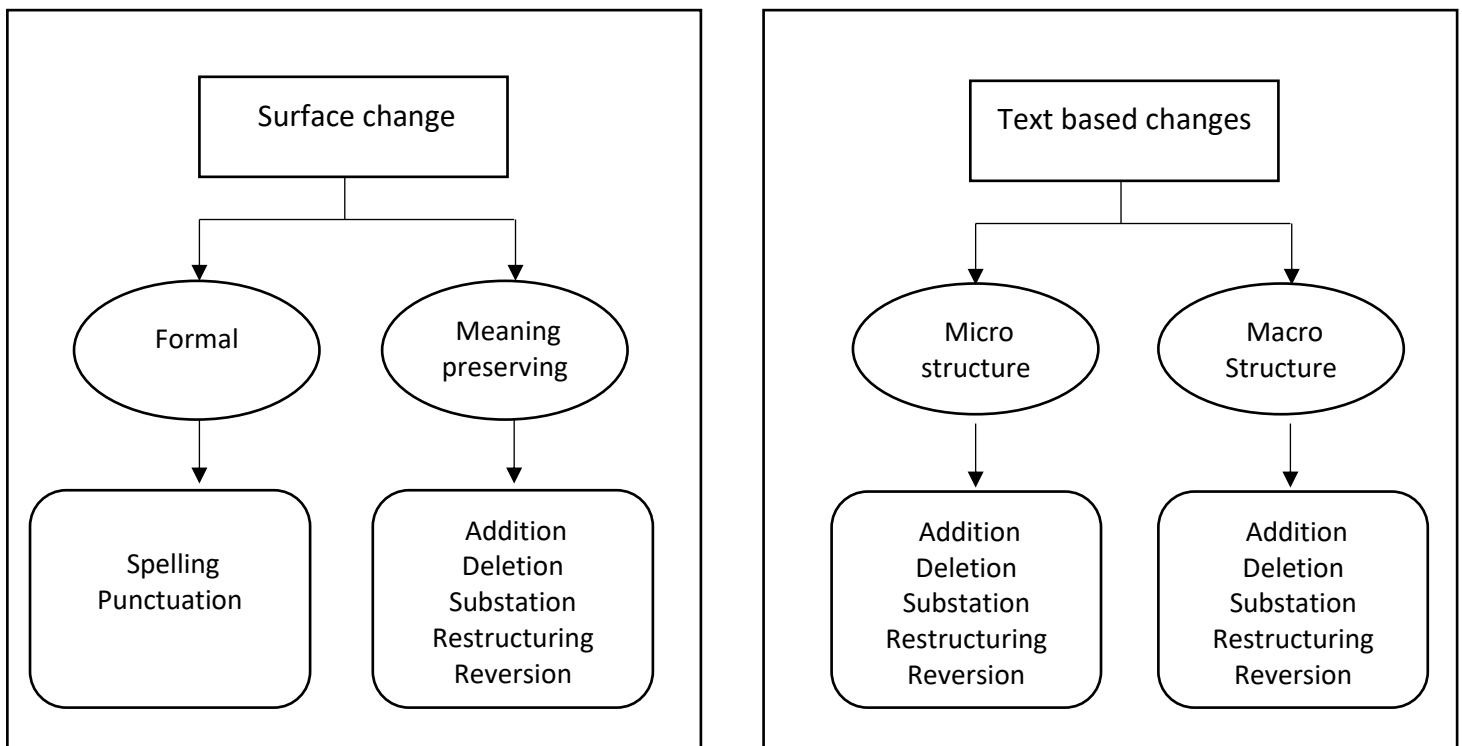 Surface change
Formal
Meaning
preserving
Spelling
Punctuation
Addition
Deletion
Substation
Restructuring
Reversion
Text based changes
Micro
structure
Macro
Structure
Addition
Deletion
Substation
Restructuring
Reversion
Addition
Deletion
Substation
Restructuring
Reversion